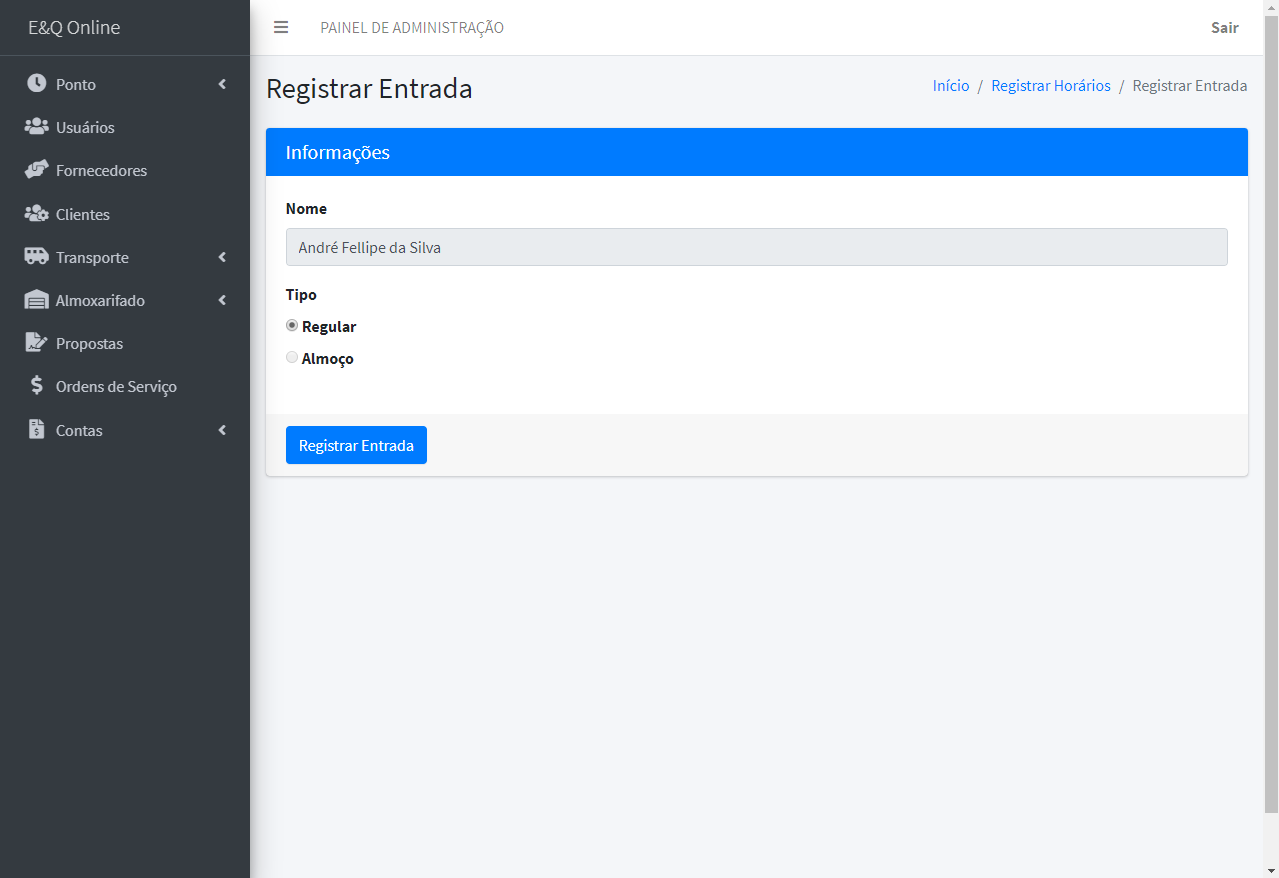 E&Q Online
PAINEL DE ADMINISTRAÇÃO
Sair
Ponto
Usuários
Fornecedores
Clientes
Transporte
Almoxarifado
Propostas
Ordens de Serviço
Contas
Registrar Entrada
Início / Registrar Horários / Registrar Entrada
Informações
Nome
André Fellipe da Silva
Tipo
Regular
Almoço
Registrar Entrada